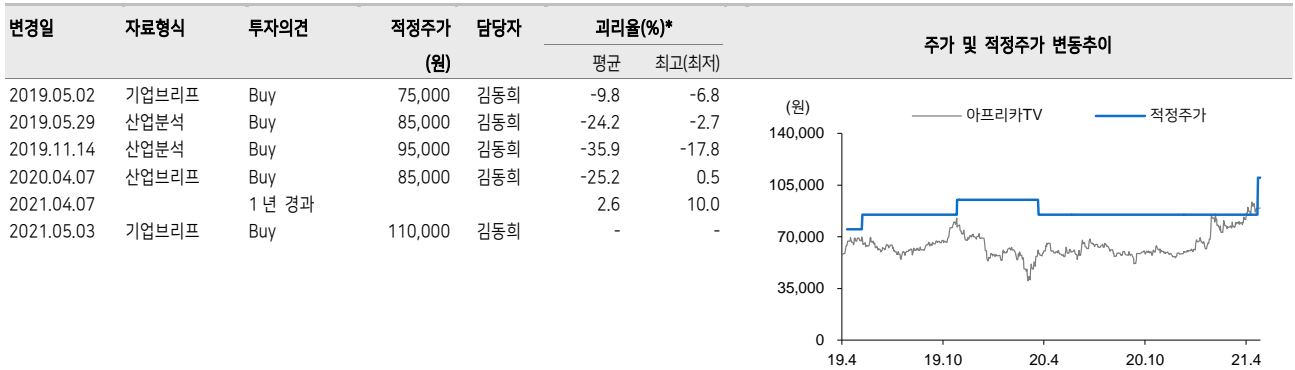 변경일 자료형식 투자의견 적정주가 담당자 괴리율(%)* 주가 및 적정주가 변동추이
(원) 평균 최고(최저)
2019.05.02 기업브리프 Buy 75,000 김동희 -9.8 -6.8
2019.05.29 산업분석 Buy 85,000 김동희 -24.2 -2.7
2019.11.14 산업분석 Buy 95,000 김동희 -35.9 -17.8
2020.04.07 산업브리프 Buy 85,000 김동희 -25.2 0.5
2021.04.07 1년 경과 2.6 10.0
2021.05.03 기업브리프 Buy 110,000 김동희 - -
(원) 아프리카TV 적정주가
140,000
105,000
70,000
35,000
0
19.4 19.10 20.4 20.10 21.4